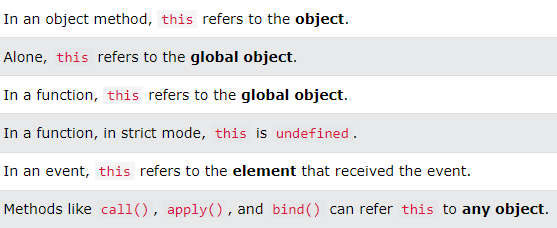 In an object method, this refers to the object.
Alone, this refers to the global object.
In a function, this refers to the global object.
In a function, in strict mode, this is undefined.
In an event, this refers to the element that received the event.
Methods like call(), apply(), and bind() can refer this to any object.